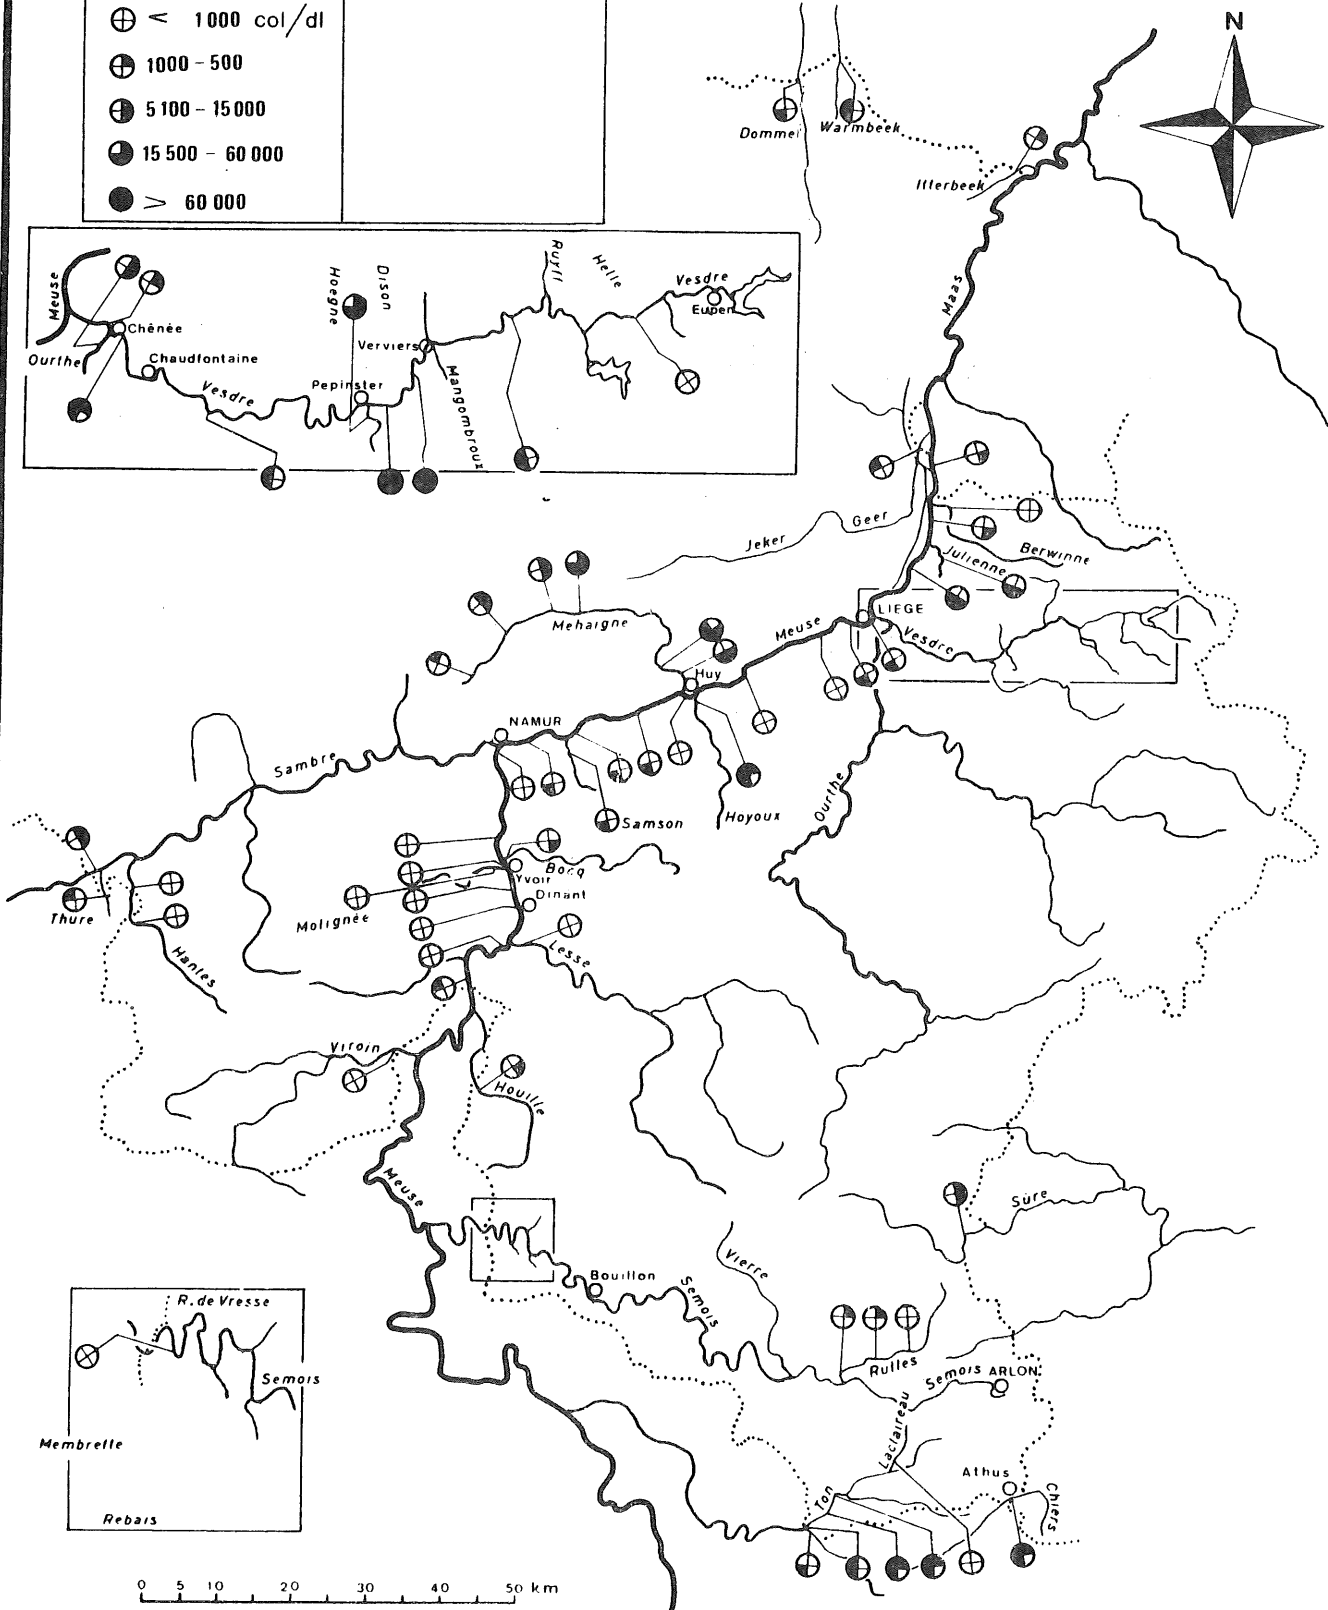 < 1000 col/dl
1000 - 500
5 100 - 15 000
15 500 - 60 000
> 60 000
N
Dommel
Warmbeek
Itterbeek
Maas
Meuse
Ourthe
Chênée
Chaudfontaine
Vesdre
Hoegne
Dison
Pepinster
Verviers
Mangombroux
Ruyff
Helle
Vesdre
Eupen
Jeker
Geer
Berwinne
Julienne
LIEGE
Vesdre
Meuse
Mehaigne
Huy
NAMUR
Sambre
Samson
Hoyoux
Ourthe
Thure
Hantes
Molignée
Bocq
Yvoir
Dinant
Lesse
Viroin
Houille
Meuse
Sûre
Bouillon
Semois
Vierre
Rulles
Semois
ARLON
R. de Vresse
Semois
Membrette
Rebais
Laclaireau
Ton
Athus
Chiers
0 5 10 20 30 40 50 km